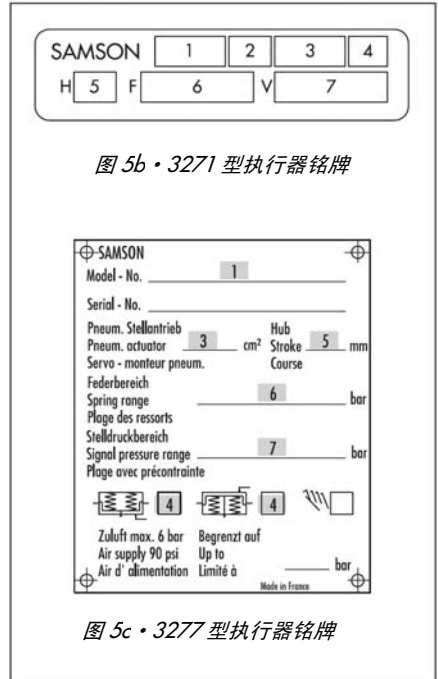 SAMSON 1 2 3 4
H 5 F 6 V 7
图 5b • 3271 型执行器铭牌
SAMSON
Model - No. 1
Serial - No.
Pneum. Stellantrieb Hub
Pneum. actuator 3 cm² Stroke 5 mm
Servo - monteur pneum. Course
Federbereich
Spring range 6 bar
Plage des ressorts
Stelldruckbereich
Signal pressure range 7 bar
Plage avec précontrainte
4 4
Zuluft max. 6 bar Begrenzt auf
Air supply 90 psi Up to
Air d' alimentation Limité à bar
Made in France
图 5c • 3277 型执行器铭牌